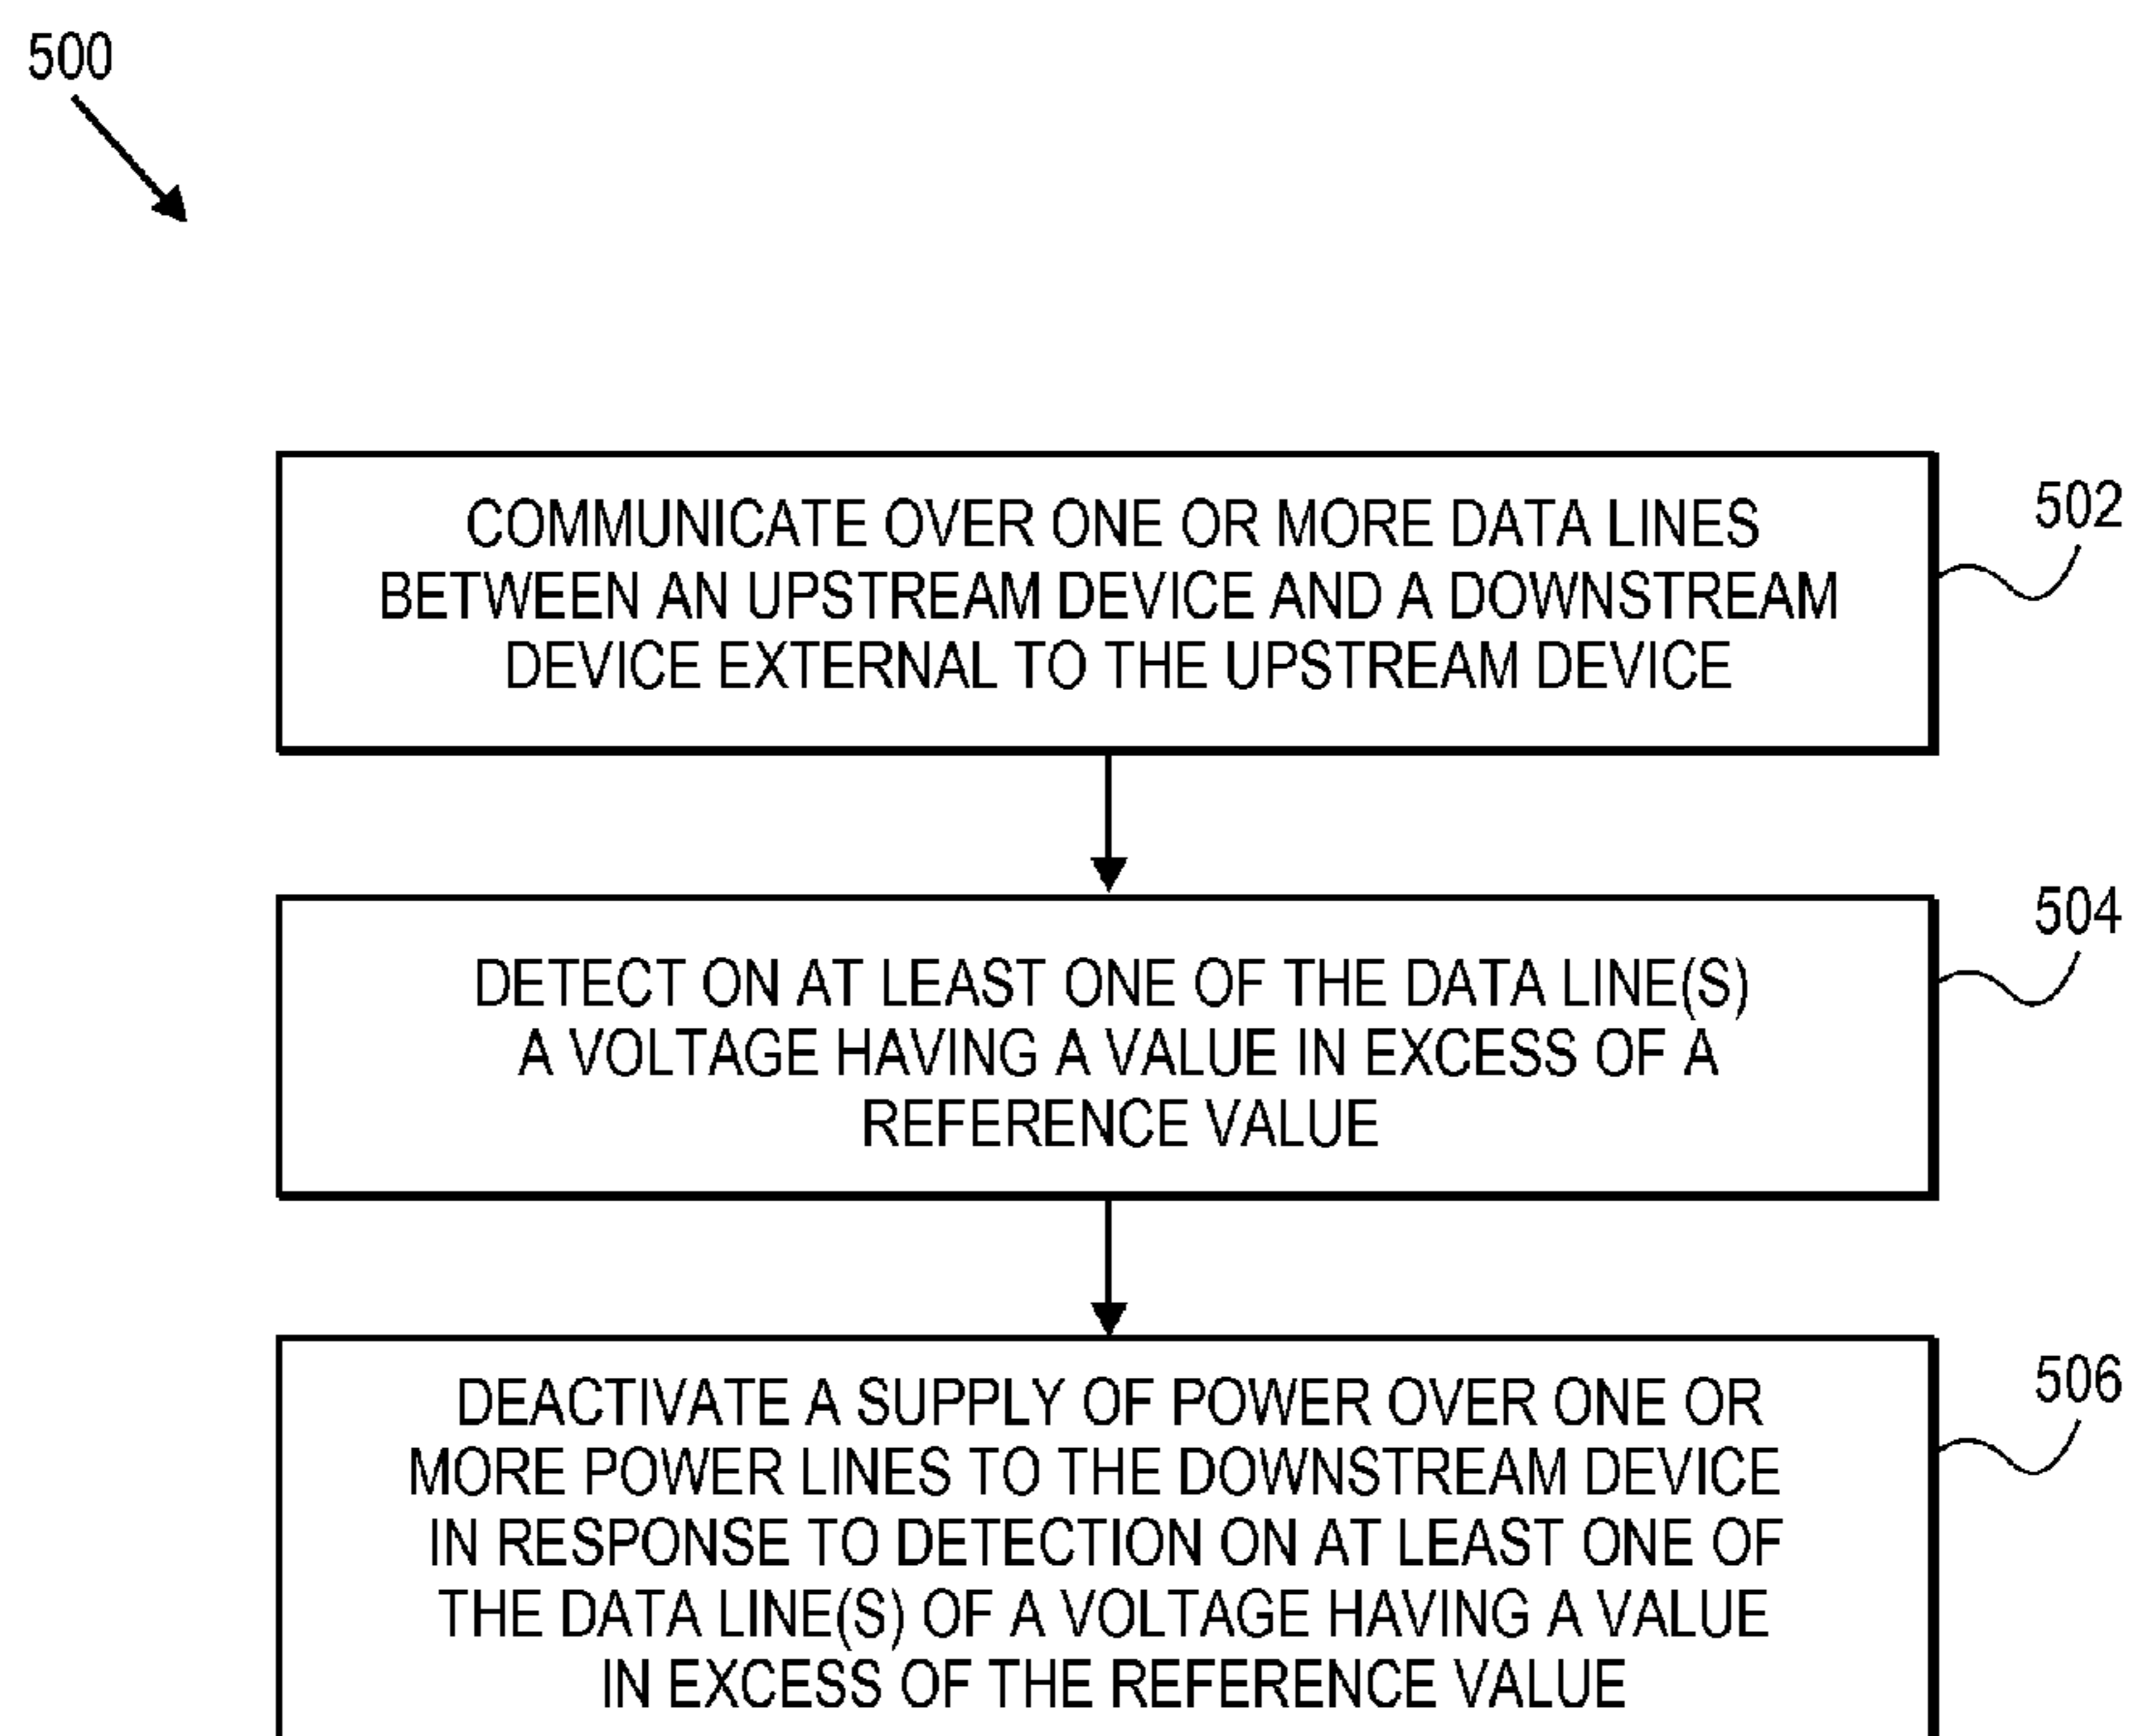 500
COMMUNICATE OVER ONE OR MORE DATA LINES
BETWEEN AN UPSTREAM DEVICE AND A DOWNSTREAM
DEVICE EXTERNAL TO THE UPSTREAM DEVICE
502
DETECT ON AT LEAST ONE OF THE DATA LINE(S)
A VOLTAGE HAVING A VALUE IN EXCESS OF A
REFERENCE VALUE
504
DEACTIVATE A SUPPLY OF POWER OVER ONE OR
MORE POWER LINES TO THE DOWNSTREAM DEVICE
IN RESPONSE TO DETECTION ON AT LEAST ONE OF
THE DATA LINE(S) OF A VOLTAGE HAVING A VALUE
IN EXCESS OF THE REFERENCE VALUE
506